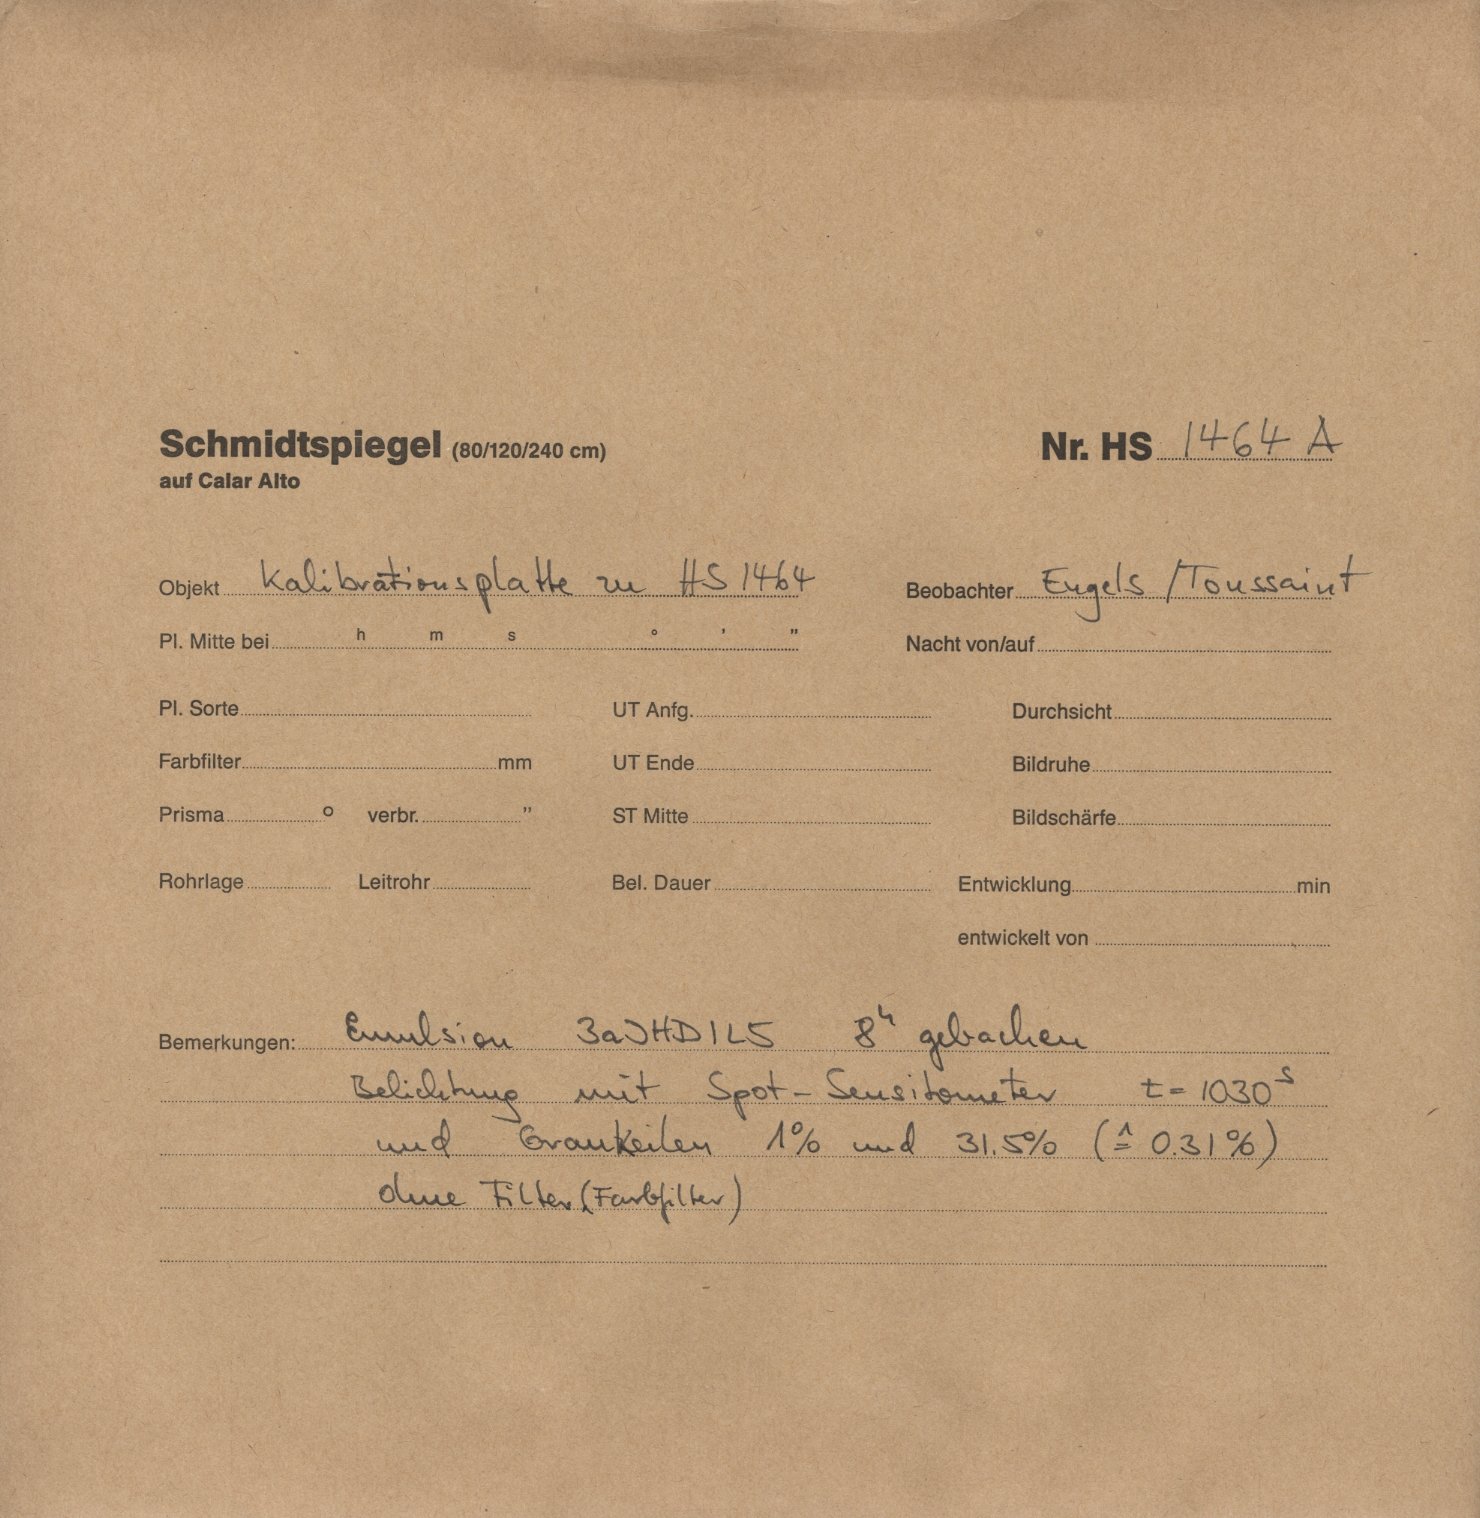 Schmidtspiegel (80/120/240 cm) Nr. HS 1464 A
auf Calar Alto
Objekt Kalibrationsplatte zu HS 1464 Beobachter Engels / Toussaint
Pl. Mitte bei h m s ° ' " Nacht von/auf
Pl. Sorte UT Anfg. Durchsicht
Farbfilter mm UT Ende Bildruhe
Prisma ° verbr. " ST Mitte Bildschärfe
Rohrlage Leitrohr Bel. Dauer Entwicklung min
entwickelt von
Bemerkungen: Emulsion 3aJHD1L5 8h gebacken
Belichtung mit Spot-Sensitometer t = 1030s
und Graukeilen 1% und 31.5% (≙ 0.31%)
ohne Filter (Farbfilter)